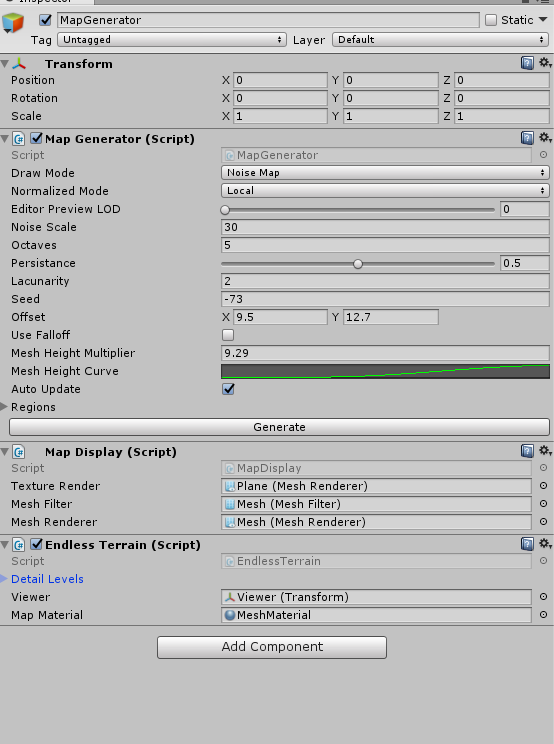 Inspector
MapGenerator Static
Tag Untagged Layer Default
Transform
Position X 0 Y 0 Z 0
Rotation X 0 Y 0 Z 0
Scale X 1 Y 1 Z 1
Map Generator (Script)
Script MapGenerator
Draw Mode Noise Map
Normalized Mode Local
Editor Preview LOD 0
Noise Scale 30
Octaves 5
Persistance 0.5
Lacunarity 2
Seed -73
Offset X 9.5 Y 12.7
Use Falloff
Mesh Height Multiplier 9.29
Mesh Height Curve
Auto Update
Regions
Generate
Map Display (Script)
Script MapDisplay
Texture Render Plane (Mesh Renderer)
Mesh Filter Mesh (Mesh Filter)
Mesh Renderer Mesh (Mesh Renderer)
Endless Terrain (Script)
Script EndlessTerrain
Detail Levels
Viewer Viewer (Transform)
Map Material MeshMaterial
Add Component